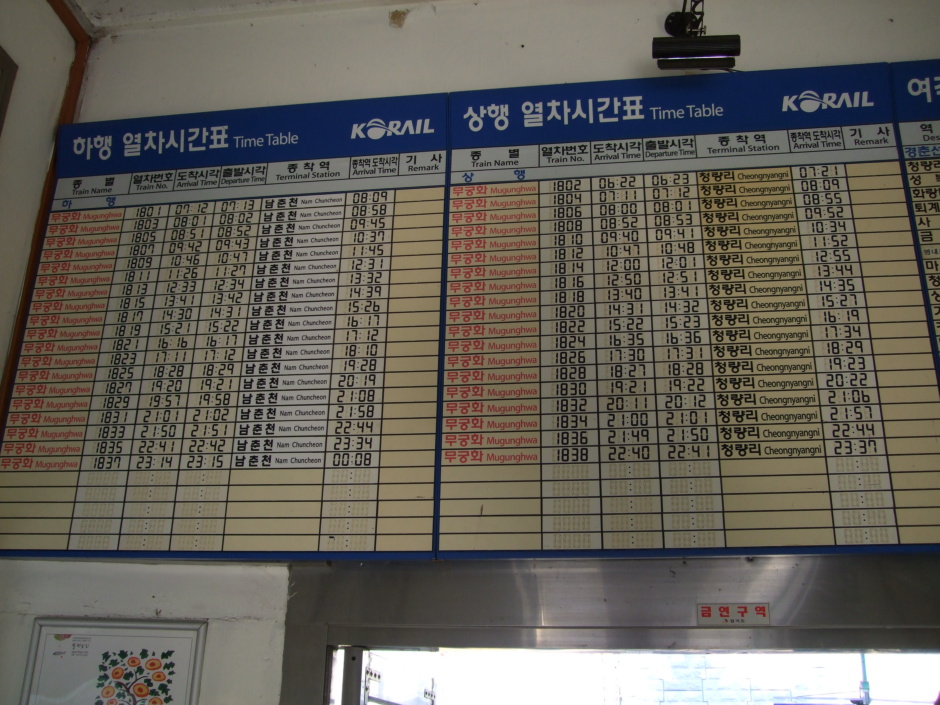 하행 열차시간표 Time Table KORAIL
종 별 열차번호 도착시각 출발시각 종 착 역 종착역 도착시각 기 사
Train Name Train No. Arrival Time Departure Time Terminal Station Arrival Time Remark
하 행
무궁화 Mugunghwa 1801 07:12 07:13 남춘천 Nam Chuncheon 08:09
무궁화 Mugunghwa 1803 08:01 08:02 남춘천 Nam Chuncheon 08:58
무궁화 Mugunghwa 1805 08:51 08:52 남춘천 Nam Chuncheon 09:45
무궁화 Mugunghwa 1807 09:42 09:43 남춘천 Nam Chuncheon 10:37
무궁화 Mugunghwa 1809 10:46 10:47 남춘천 Nam Chuncheon 11:45
무궁화 Mugunghwa 1811 11:26 11:27 남춘천 Nam Chuncheon 12:31
무궁화 Mugunghwa 1813 12:33 12:34 남춘천 Nam Chuncheon 13:32
무궁화 Mugunghwa 1815 13:41 13:42 남춘천 Nam Chuncheon 14:39
무궁화 Mugunghwa 1817 14:30 14:31 남춘천 Nam Chuncheon 15:26
무궁화 Mugunghwa 1819 15:21 15:22 남춘천 Nam Chuncheon 16:17
무궁화 Mugunghwa 1821 16:16 16:17 남춘천 Nam Chuncheon 17:12
무궁화 Mugunghwa 1823 17:11 17:12 남춘천 Nam Chuncheon 18:10
무궁화 Mugunghwa 1825 18:28 18:29 남춘천 Nam Chuncheon 19:28
무궁화 Mugunghwa 1827 19:20 19:21 남춘천 Nam Chuncheon 20:19
무궁화 Mugunghwa 1829 19:57 19:58 남춘천 Nam Chuncheon 21:08
무궁화 Mugunghwa 1831 21:01 21:02 남춘천 Nam Chuncheon 21:58
무궁화 Mugunghwa 1833 21:50 21:51 남춘천 Nam Chuncheon 22:44
무궁화 Mugunghwa 1835 22:41 22:42 남춘천 Nam Chuncheon 23:34
무궁화 Mugunghwa 1837 23:14 23:15 남춘천 Nam Chuncheon 00:08
상행 열차시간표 Time Table KORAIL
종 별 열차번호 도착시각 출발시각 종 착 역 종착역 도착시각 기 사
Train Name Train No. Arrival Time Departure Time Terminal Station Arrival Time Remark
상 행
무궁화 Mugunghwa 1802 06:22 06:23 청량리 Cheongnyangni 07:21
무궁화 Mugunghwa 1804 07:11 07:12 청량리 Cheongnyangni 08:09
무궁화 Mugunghwa 1806 08:00 08:01 청량리 Cheongnyangni 08:55
무궁화 Mugunghwa 1808 08:52 08:53 청량리 Cheongnyangni 09:52
무궁화 Mugunghwa 1810 09:40 09:41 청량리 Cheongnyangni 10:34
무궁화 Mugunghwa 1812 10:47 10:48 청량리 Cheongnyangni 11:52
무궁화 Mugunghwa 1814 12:00 12:01 청량리 Cheongnyangni 12:55
무궁화 Mugunghwa 1816 12:50 12:51 청량리 Cheongnyangni 13:44
무궁화 Mugunghwa 1818 13:40 13:41 청량리 Cheongnyangni 14:35
무궁화 Mugunghwa 1820 14:31 14:32 청량리 Cheongnyangni 15:27
무궁화 Mugunghwa 1822 15:22 15:23 청량리 Cheongnyangni 16:19
무궁화 Mugunghwa 1824 16:35 16:36 청량리 Cheongnyangni 17:34
무궁화 Mugunghwa 1826 17:30 17:31 청량리 Cheongnyangni 18:29
무궁화 Mugunghwa 1828 18:27 18:28 청량리 Cheongnyangni 19:23
무궁화 Mugunghwa 1830 19:21 19:22 청량리 Cheongnyangni 20:22
무궁화 Mugunghwa 1832 20:11 20:12 청량리 Cheongnyangni 21:06
무궁화 Mugunghwa 1834 21:00 21:01 청량리 Cheongnyangni 21:57
무궁화 Mugunghwa 1836 21:49 21:50 청량리 Cheongnyangni 22:44
무궁화 Mugunghwa 1838 22:40 22:41 청량리 Cheongnyangni 23:37
여
역
Des
경춘선
청량
금연구역